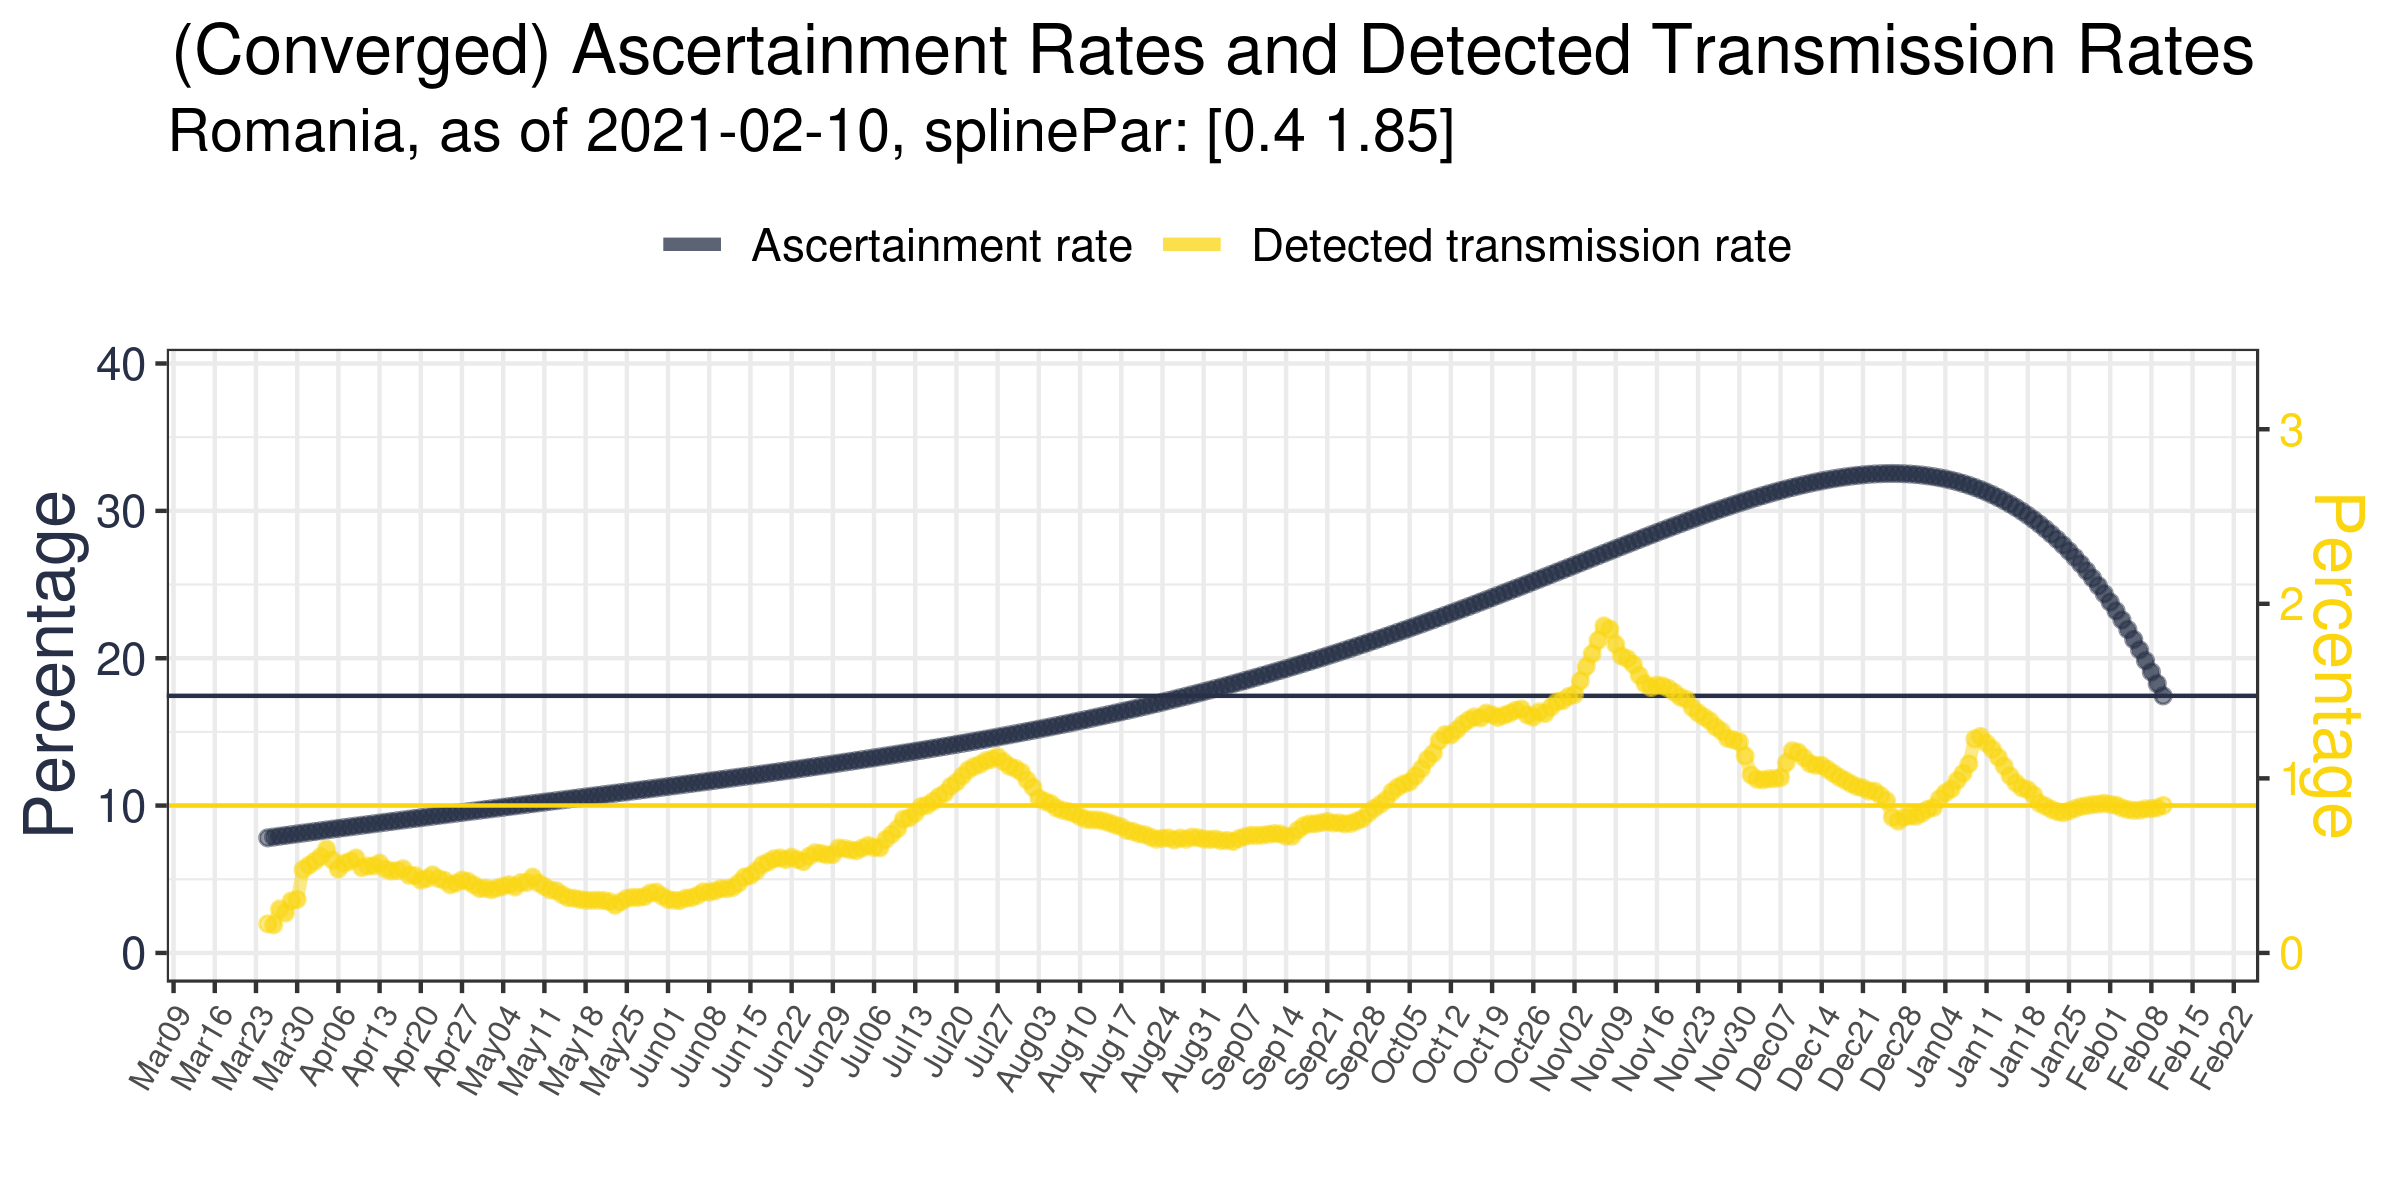 (Converged) Ascertainment Rates and Detected Transmission Rates
Romania, as of 2021-02-10, splinePar: [0.4 1.85]
Ascertainment rate Detected transmission rate
Percentage
40
30
20
10
0
3
2
1
0
Percentage
Mar09 Mar16 Mar23 Mar30 Apr06 Apr13 Apr20 Apr27 May04 May11 May18 May25 Jun01 Jun08 Jun15 Jun22 Jun29 Jul06 Jul13 Jul20 Jul27 Aug03 Aug10 Aug17 Aug24 Aug31 Sep07 Sep14 Sep21 Sep28 Oct05 Oct12 Oct19 Oct26 Nov02 Nov09 Nov16 Nov23 Nov30 Dec07 Dec14 Dec21 Dec28 Jan04 Jan11 Jan18 Jan25 Feb01 Feb08 Feb15 Feb22